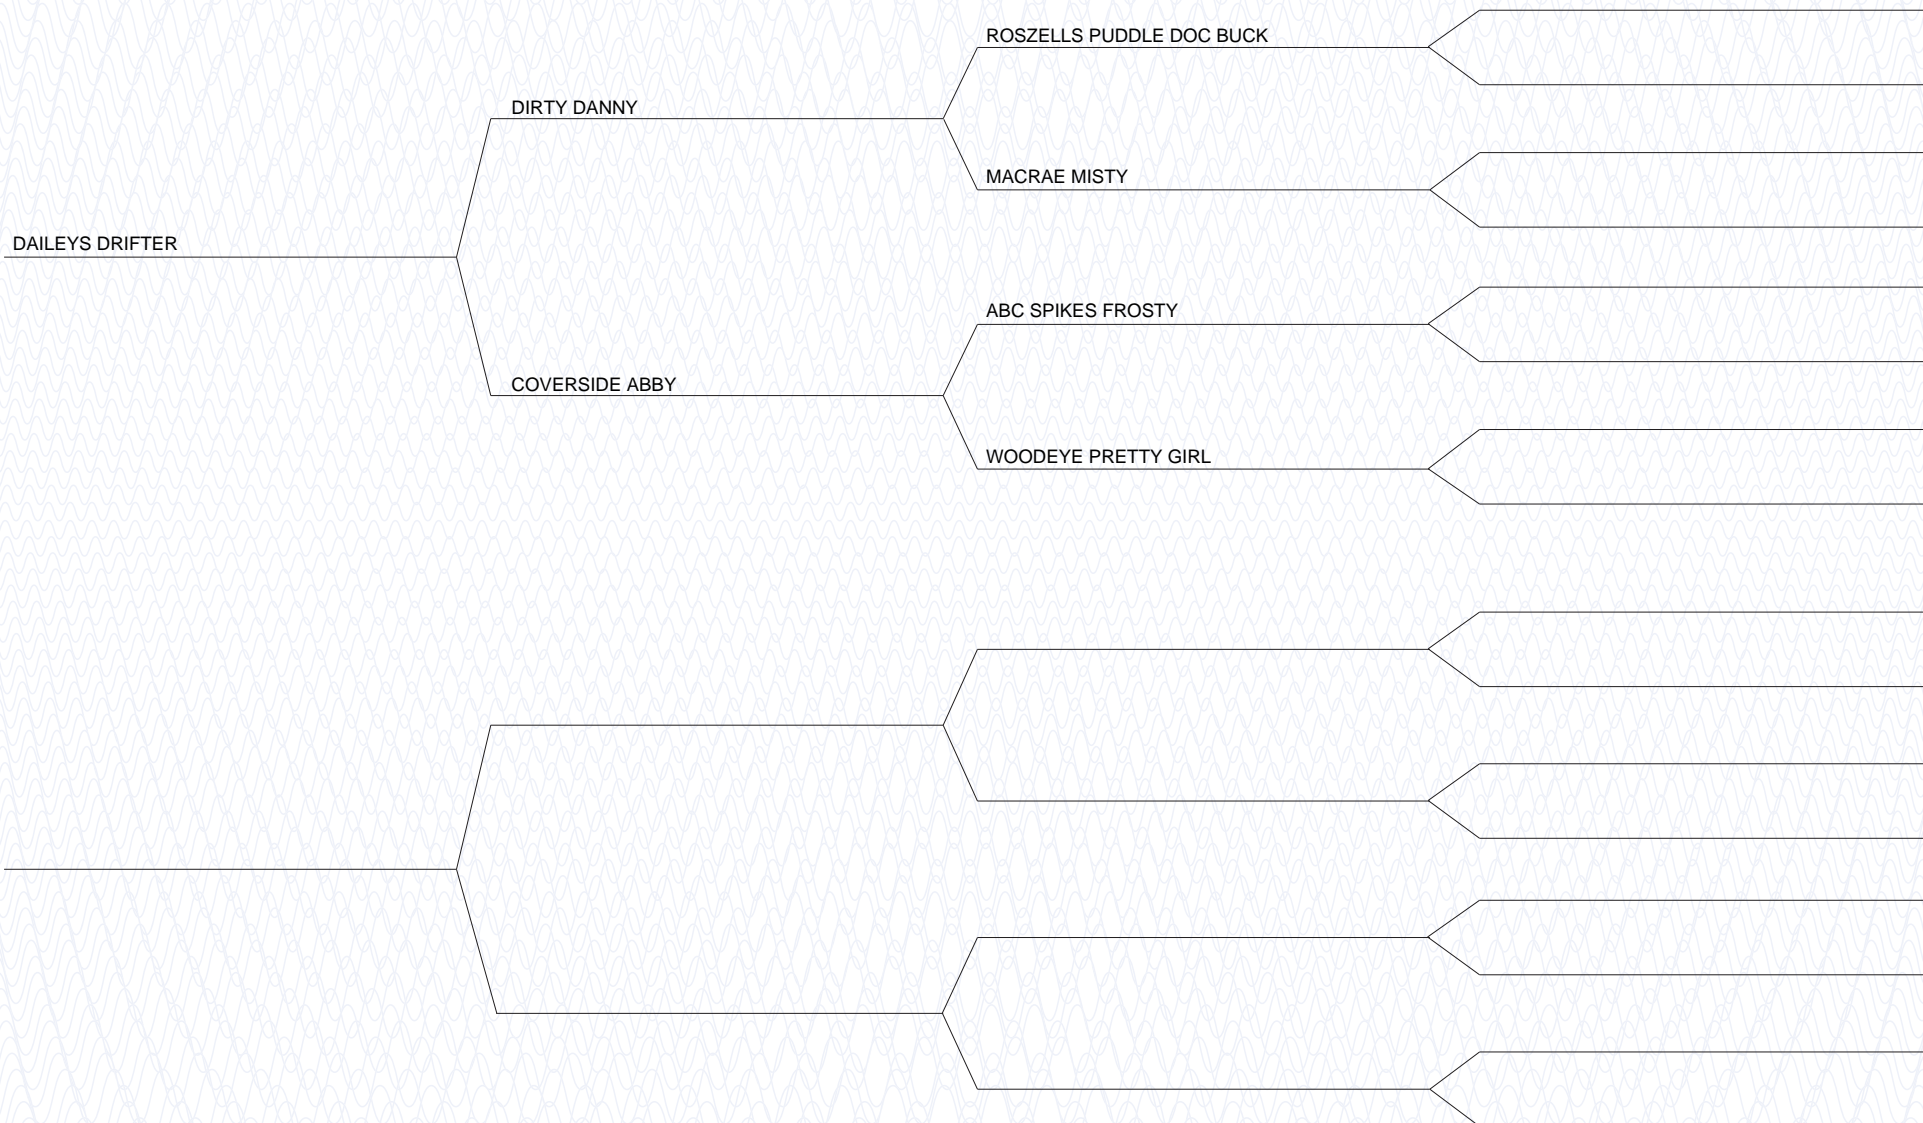 ROSZELLS PUDDLE DOC BUCK
DIRTY DANNY
MACRAE MISTY
DAILEYS DRIFTER
ABC SPIKES FROSTY
COVERSIDE ABBY
WOODEYE PRETTY GIRL